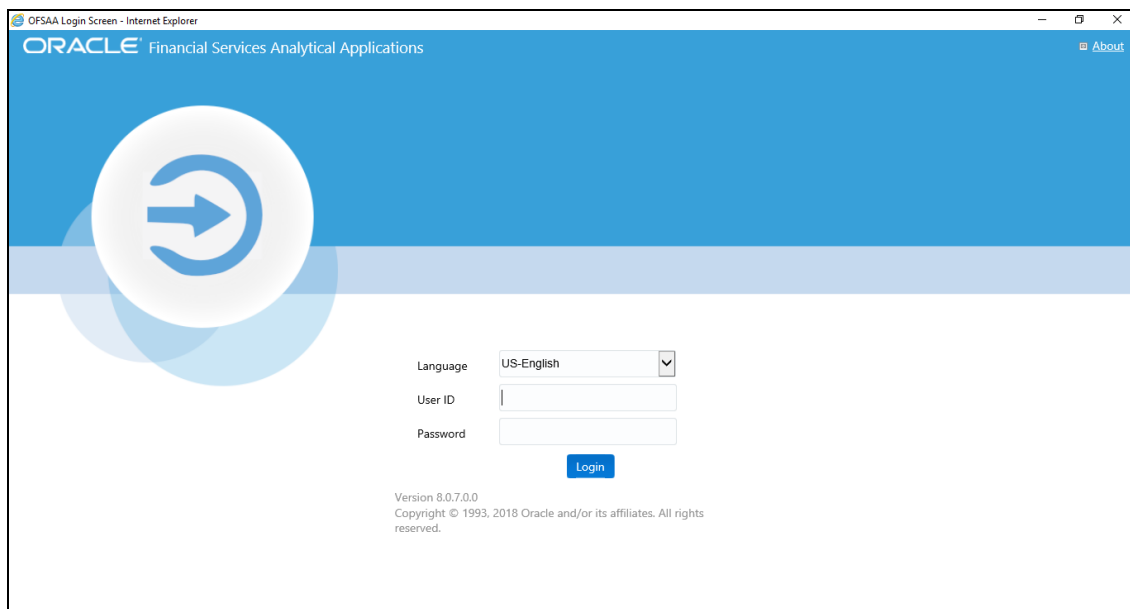 OFSAA Login Screen - Internet Explorer
ORACLE Financial Services Analytical Applications
About
Language
US-English
User ID
Password
Login
Version 8.0.7.0.0
Copyright © 1993, 2018 Oracle and/or its affiliates. All rights
reserved.